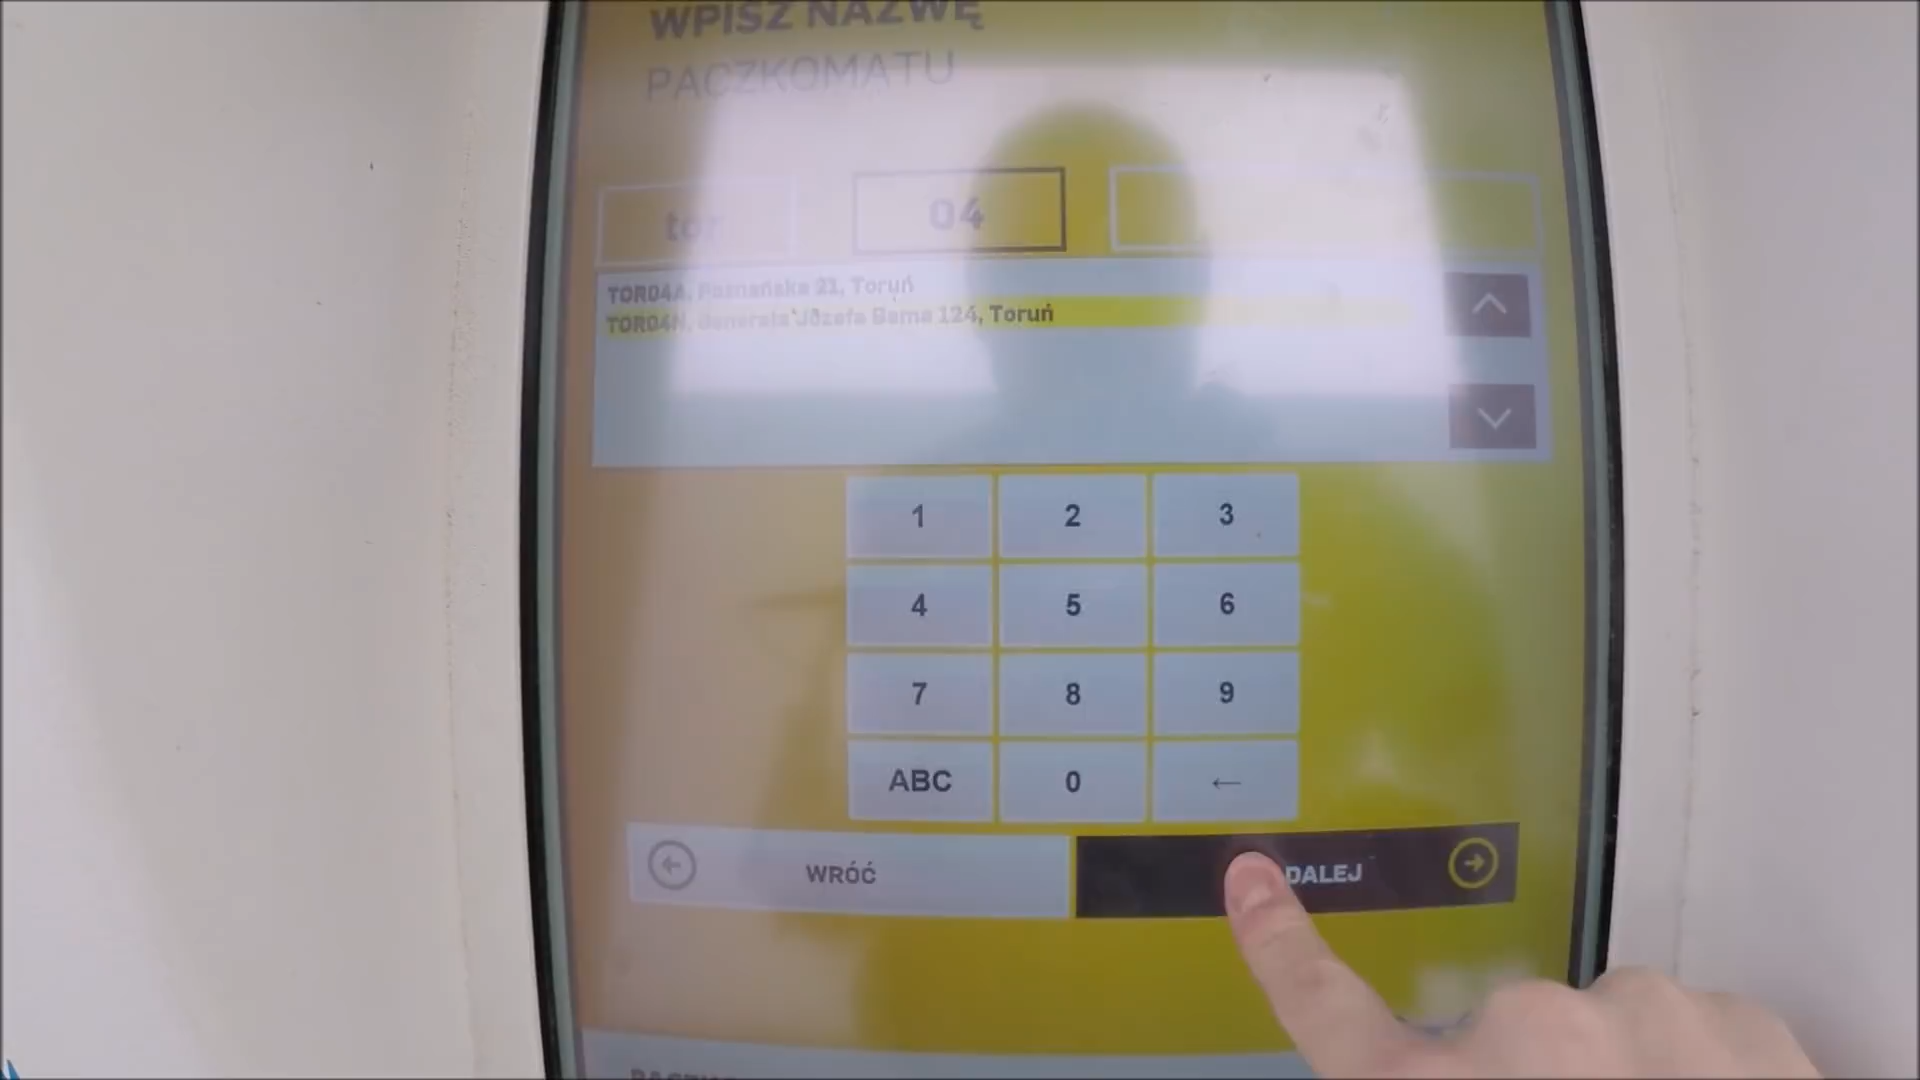 WPISZ NAZWĘ
PACZKOMATU
tor
04
TOR04A, Poznańska 21, Toruń
TOR04N, Generała Józefa Bema 124, Toruń
1 2 3
4 5 6
7 8 9
ABC 0 ←
WRÓĆ
DALEJ